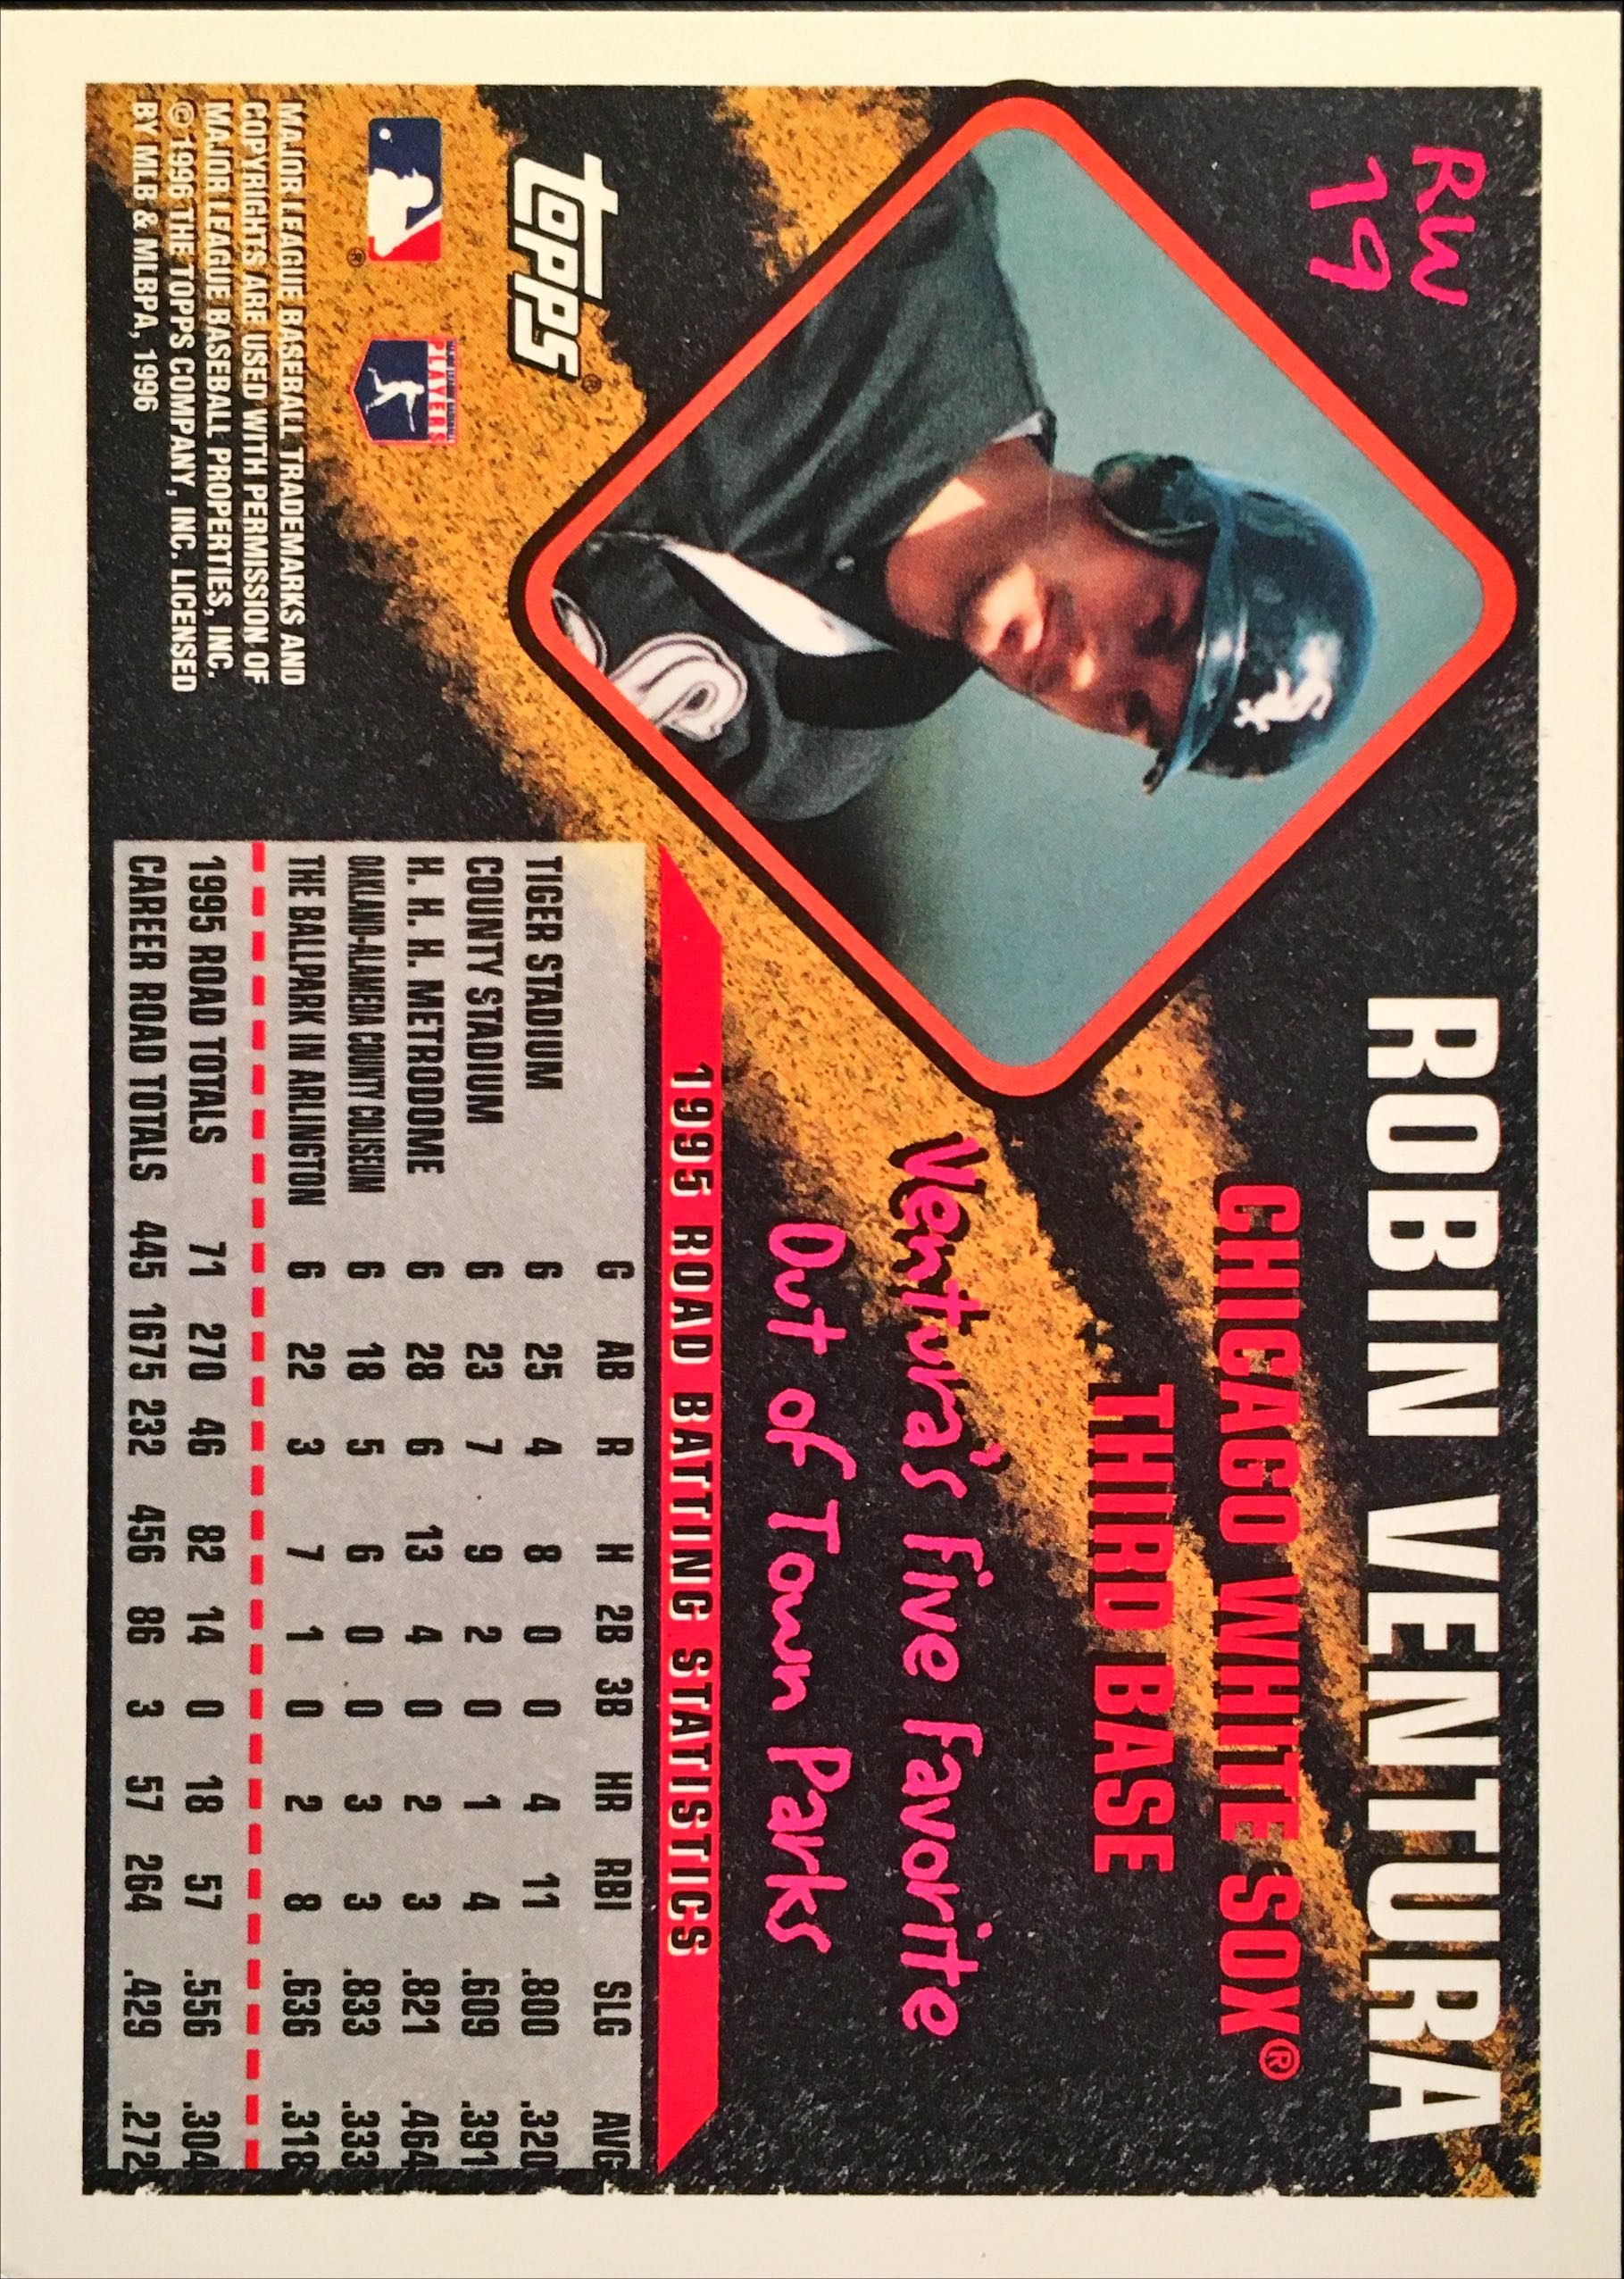 RW
19
ROBIN VENTURA
CHICAGO WHITE SOX®
THIRD BASE
Ventura's Five Favorite
Out of Town Parks
1995 ROAD BATTING STATISTICS
G AB R H 2B 3B HR RBI SLG AVG
TIGER STADIUM 6 25 4 8 0 0 4 11 .800 .320
COUNTY STADIUM 6 23 7 9 2 0 1 4 .609 .391
H. H. H. METRODOME 6 28 6 13 4 0 2 3 .821 .464
OAKLAND-ALAMEDA COUNTY COLISEUM 6 18 5 6 0 0 3 3 .833 .333
THE BALLPARK IN ARLINGTON 6 22 3 7 1 0 2 8 .636 .318
1995 ROAD TOTALS 71 270 46 82 14 0 18 57 .556 .304
CAREER ROAD TOTALS 445 1675 232 456 86 3 57 264 .429 .272
TOPPS®
PLAYERS
MAJOR LEAGUE BASEBALL TRADEMARKS AND
COPYRIGHTS ARE USED WITH PERMISSION OF
MAJOR LEAGUE BASEBALL PROPERTIES, INC.
© 1996 THE TOPPS COMPANY, INC. LICENSED
BY MLB & MLBPA, 1996